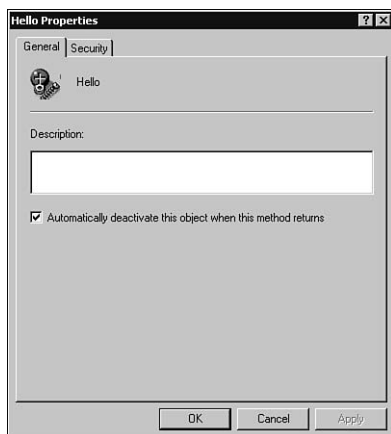 Hello Properties
General Security
Hello
Description:
Automatically deactivate this object when this method returns
OK Cancel Apply